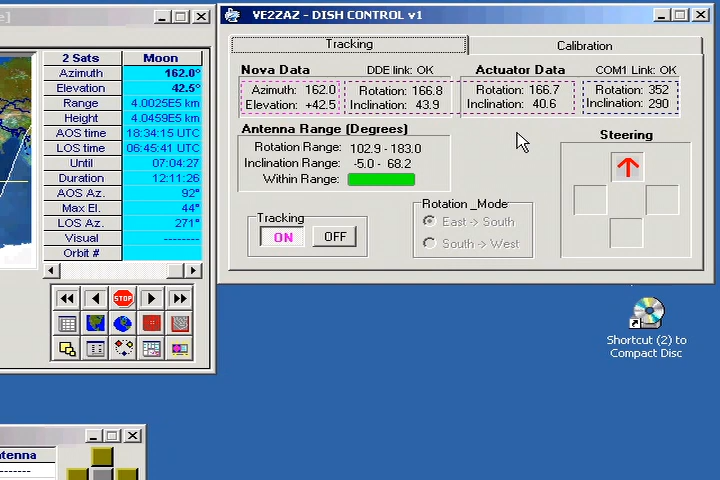 VE2ZAZ - DISH CONTROL v1
Tracking
Calibration
2 Sats Moon
Azimuth 162.0°
Elevation 42.5°
Range 4.0025E5 km
Height 4.0459E5 km
AOS time 18:34:15 UTC
LOS time 06:45:41 UTC
Until 07:04:27
Duration 12:11:26
AOS Az. 92°
Max El. 44°
LOS Az. 271°
Visual --------
Orbit #
STOP
Nova Data DDE link: OK
Azimuth: 162.0 Rotation: 166.8
Elevation: +42.5 Inclination: 43.9
Actuator Data COM1 Link: OK
Rotation: 166.7 Rotation: 352
Inclination: 40.6 Inclination: 290
Antenna Range (Degrees)
Rotation Range: 102.9 - 183.0
Inclination Range: -5.0 - 68.2
Within Range:
Steering
Tracking
ON OFF
Rotation _Mode
East -> South
South -> West
Shortcut (2) to
Compact Disc
ntenna
-------